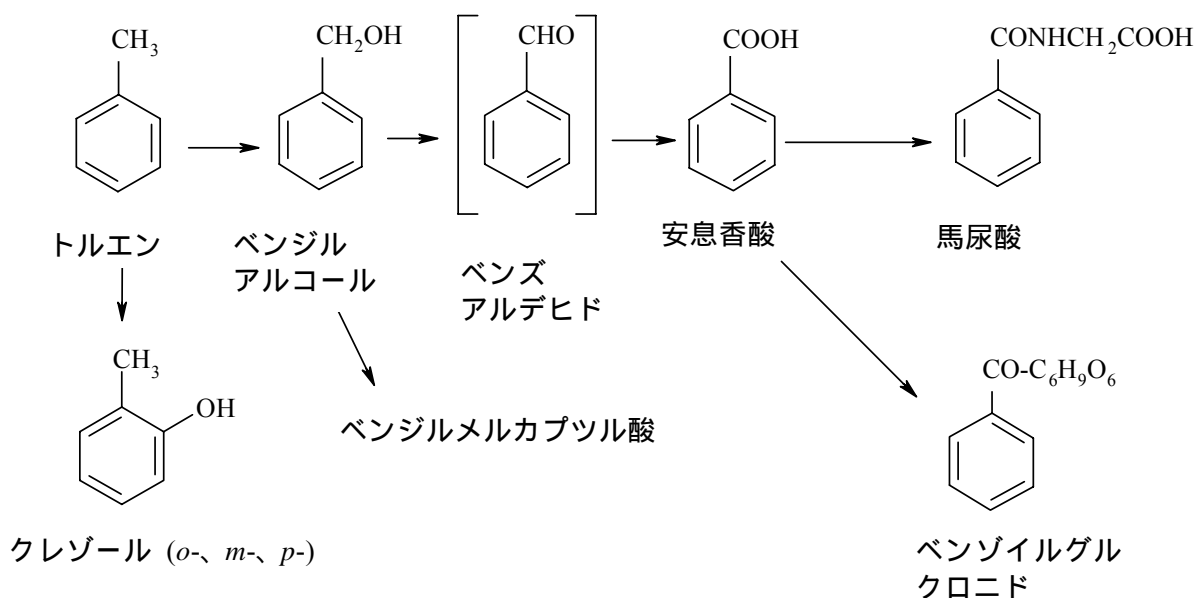 CH₃
CH₂OH
CHO
COOH
CONHCH₂COOH
トルエン
ベンジル
アルコール
ベンズ
アルデヒド
安息香酸
馬尿酸
CH₃
OH
クレゾール (o-、m-、p-)
ベンジルメルカプツル酸
CO-C₆H₉O₆
ベンゾイルグル
クロニド